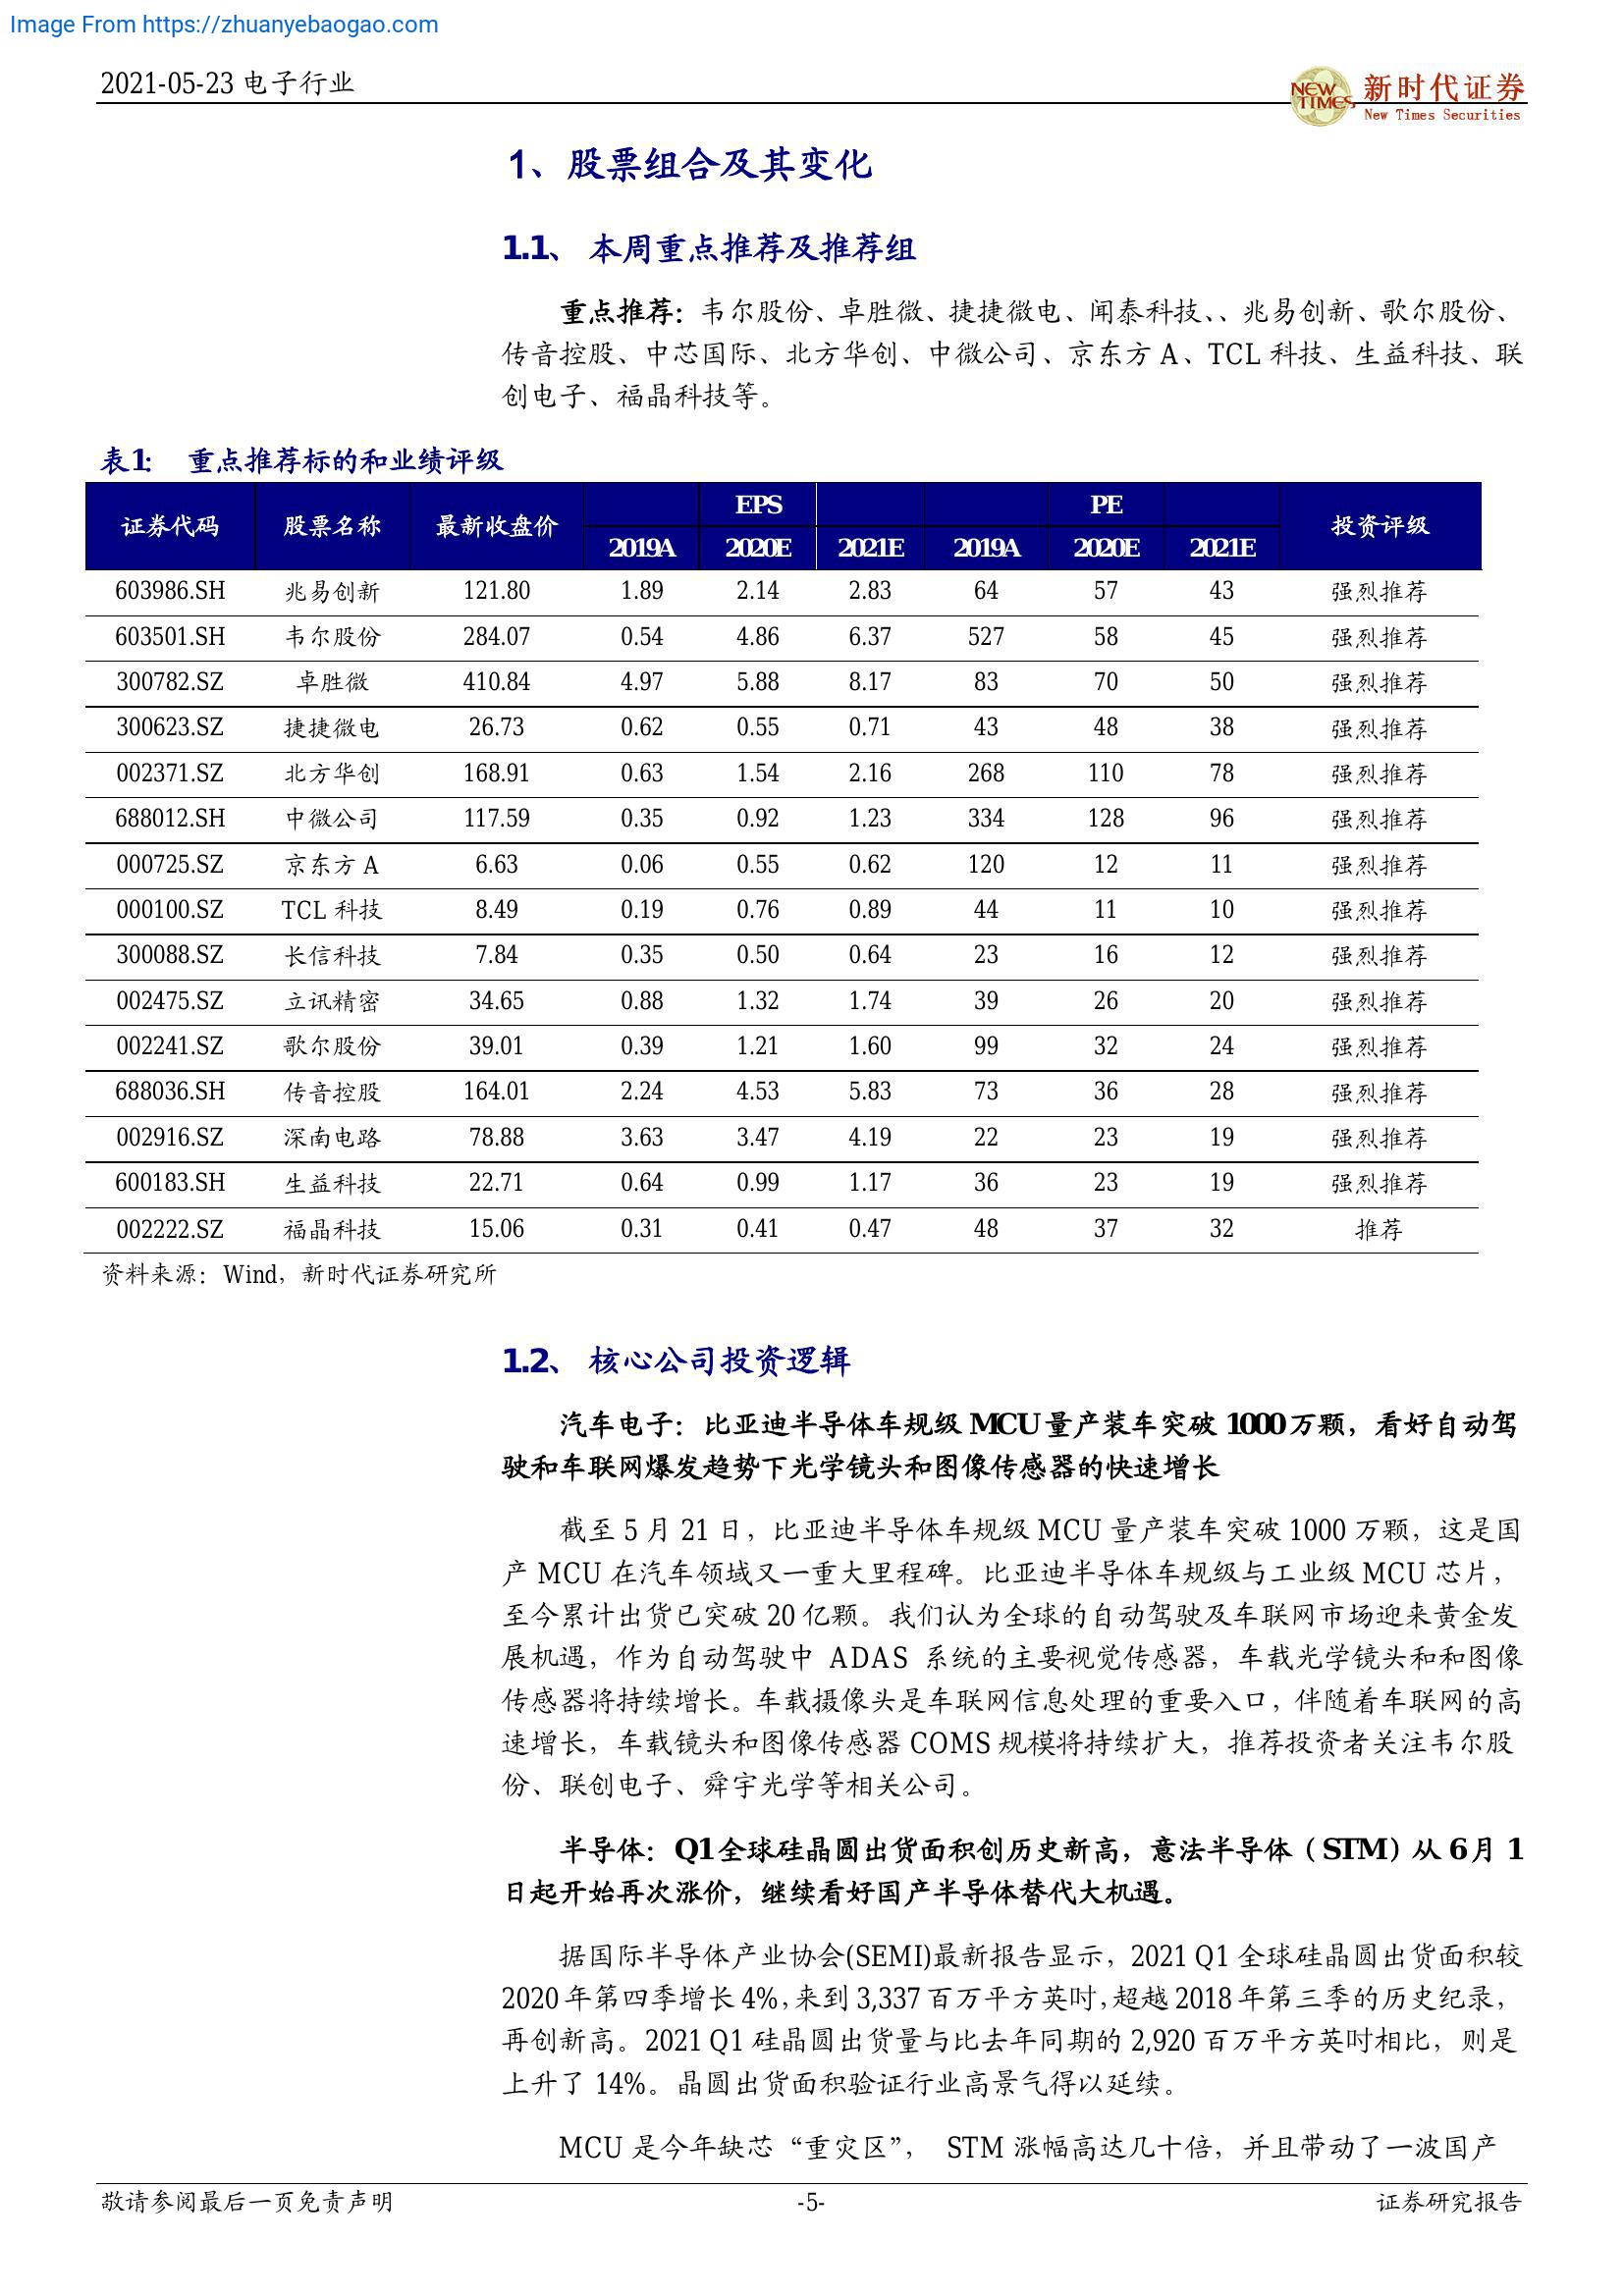 Image From https://zhuanyebaogao.com
2021-05-23 电子行业
NEW TIMES 新时代证券
New Times Securities
1、股票组合及其变化
1.1、 本周重点推荐及推荐组
重点推荐：韦尔股份、卓胜微、捷捷微电、闻泰科技、、兆易创新、歌尔股份、
传音控股、中芯国际、北方华创、中微公司、京东方 A、TCL 科技、生益科技、联
创电子、福晶科技等。
表1： 重点推荐标的和业绩评级
证券代码 股票名称 最新收盘价 EPS PE 投资评级
2019A 2020E 2021E 2019A 2020E 2021E
603986.SH 兆易创新 121.80 1.89 2.14 2.83 64 57 43 强烈推荐
603501.SH 韦尔股份 284.07 0.54 4.86 6.37 527 58 45 强烈推荐
300782.SZ 卓胜微 410.84 4.97 5.88 8.17 83 70 50 强烈推荐
300623.SZ 捷捷微电 26.73 0.62 0.55 0.71 43 48 38 强烈推荐
002371.SZ 北方华创 168.91 0.63 1.54 2.16 268 110 78 强烈推荐
688012.SH 中微公司 117.59 0.35 0.92 1.23 334 128 96 强烈推荐
000725.SZ 京东方 A 6.63 0.06 0.55 0.62 120 12 11 强烈推荐
000100.SZ TCL 科技 8.49 0.19 0.76 0.89 44 11 10 强烈推荐
300088.SZ 长信科技 7.84 0.35 0.50 0.64 23 16 12 强烈推荐
002475.SZ 立讯精密 34.65 0.88 1.32 1.74 39 26 20 强烈推荐
002241.SZ 歌尔股份 39.01 0.39 1.21 1.60 99 32 24 强烈推荐
688036.SH 传音控股 164.01 2.24 4.53 5.83 73 36 28 强烈推荐
002916.SZ 深南电路 78.88 3.63 3.47 4.19 22 23 19 强烈推荐
600183.SH 生益科技 22.71 0.64 0.99 1.17 36 23 19 强烈推荐
002222.SZ 福晶科技 15.06 0.31 0.41 0.47 48 37 32 推荐
资料来源：Wind，新时代证券研究所
1.2、 核心公司投资逻辑
汽车电子：比亚迪半导体车规级 MCU 量产装车突破 1000 万颗，看好自动驾
驶和车联网爆发趋势下光学镜头和图像传感器的快速增长
截至 5 月 21 日，比亚迪半导体车规级 MCU 量产装车突破 1000 万颗，这是国
产 MCU 在汽车领域又一重大里程碑。比亚迪半导体车规级与工业级 MCU 芯片，
至今累计出货已突破 20 亿颗。我们认为全球的自动驾驶及车联网市场迎来黄金发
展机遇，作为自动驾驶中 ADAS 系统的主要视觉传感器，车载光学镜头和和图像
传感器将持续增长。车载摄像头是车联网信息处理的重要入口，伴随着车联网的高
速增长，车载镜头和图像传感器 COMS 规模将持续扩大，推荐投资者关注韦尔股
份、联创电子、舜宇光学等相关公司。
半导体：Q1 全球硅晶圆出货面积创历史新高，意法半导体（STM）从 6 月 1
日起开始再次涨价，继续看好国产半导体替代大机遇。
据国际半导体产业协会(SEMI)最新报告显示，2021 Q1 全球硅晶圆出货面积较
2020 年第四季增长 4%，来到 3,337 百万平方英吋，超越 2018 年第三季的历史纪录，
再创新高。2021 Q1 硅晶圆出货量与比去年同期的 2,920 百万平方英吋相比，则是
上升了 14%。晶圆出货面积验证行业高景气得以延续。
MCU 是今年缺芯“重灾区”， STM 涨幅高达几十倍，并且带动了一波国产
敬请参阅最后一页免责声明 -5- 证券研究报告